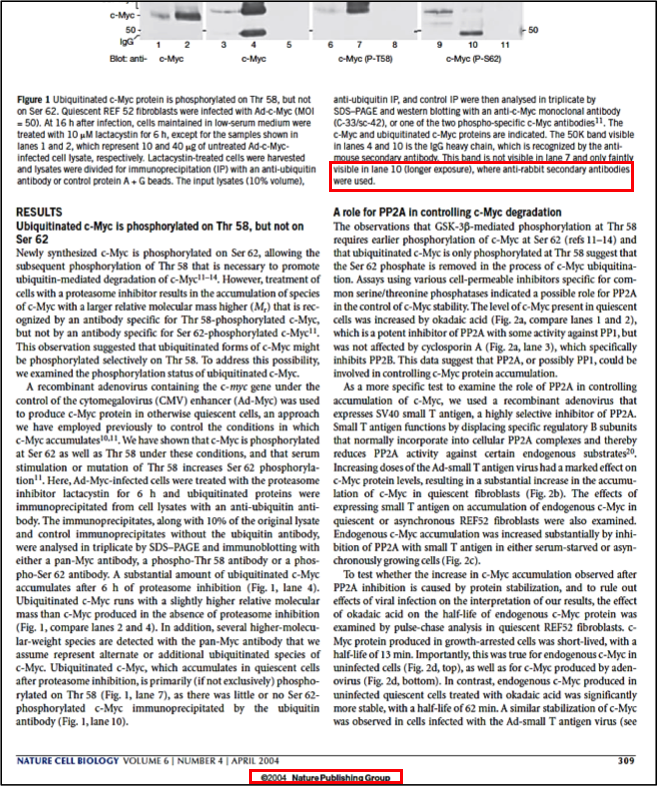 c-Myc
50
50
IgG
1 2 3 4 5 6 7 8 9 10 11
Blot: anti- c-Myc c-Myc c-Myc (P-T58) c-Myc (P-S62)
Figure 1 Ubiquitinated c-Myc protein is phosphorylated on Thr 58, but not
on Ser 62. Quiescent REF 52 fibroblasts were infected with Ad-c-Myc (MOI
= 50). At 16 h after infection, cells maintained in low-serum medium were
treated with 10 μM lactacystin for 6 h, except for the samples shown in
lanes 1 and 2, which represent 10 and 40 μg of untreated Ad-c-Myc-
infected cell lysate, respectively. Lactacystin-treated cells were harvested
and lysates were divided for immunoprecipitation (IP) with an anti-ubiquitin
antibody or control protein A + G beads. The input lysates (10% volume),
anti-ubiquitin IP, and control IP were then analysed in triplicate by
SDS–PAGE and western blotting with an anti-c-Myc monoclonal antibody
(C-33/sc-42), or one of the two phospho-specific c-Myc antibodies11. The
c-Myc and ubiquitinated c-Myc proteins are indicated. The 50K band visible
in lanes 4 and 10 is the IgG heavy chain, which is recognized by the anti-
mouse secondary antibody. This band is not visible in lane 7 and only faintly
visible in lane 10 (longer exposure), where anti-rabbit secondary antibodies
were used.
RESULTS
Ubiquitinated c-Myc is phosphorylated on Thr 58, but not on
Ser 62
Newly synthesized c-Myc is phosphorylated on Ser 62, allowing the
subsequent phosphorylation of Thr 58 that is necessary to promote
ubiquitin-mediated degradation of c-Myc11–14. However, treatment of
cells with a proteasome inhibitor results in the accumulation of species
of c-Myc with a larger relative molecular mass higher (Mr) that is rec-
ognized by an antibody specific for Thr 58-phosphorylated c-Myc,
but not by an antibody specific for Ser 62-phosphorylated c-Myc11.
This observation suggested that ubiquitinated forms of c-Myc might
be phosphorylated selectively on Thr 58. To address this possibility,
we examined the phosphorylation status of ubiquitinated c-Myc.
A recombinant adenovirus containing the c-myc gene under the
control of the cytomegalovirus (CMV) enhancer (Ad-Myc) was used
to produce c-Myc protein in otherwise quiescent cells, an approach
we have employed previously to control the conditions in which
c-Myc accumulates10,11. We have shown that c-Myc is phosphorylated
at Ser 62 as well as Thr 58 under these conditions, and that serum
stimulation or mutation of Thr 58 increases Ser 62 phosphoryla-
tion11. Here, Ad-Myc-infected cells were treated with the proteasome
inhibitor lactacystin for 6 h and ubiquitinated proteins were
immunoprecipitated from cell lysates with an anti-ubiquitin anti-
body. The immunoprecipitates, along with 10% of the original lysate
and control immunoprecipitates without the ubiquitin antibody,
were analysed in triplicate by SDS–PAGE and immunoblotting with
either a pan-Myc antibody, a phospho-Thr 58 antibody or a phos-
pho-Ser 62 antibody. A substantial amount of ubiquitinated c-Myc
accumulates after 6 h of proteasome inhibition (Fig. 1, lane 4).
Ubiquitinated c-Myc runs with a slightly higher relative molecular
mass than c-Myc produced in the absence of proteasome inhibition
(Fig. 1, compare lanes 2 and 4). In addition, several higher-molecu-
lar-weight species are detected with the pan-Myc antibody that we
assume represent alternate or additional ubiquitinated species of
c-Myc. Ubiquitinated c-Myc, which accumulates in quiescent cells
after proteasome inhibition, is primarily (if not exclusively) phospho-
rylated on Thr 58 (Fig. 1, lane 7), as there was little or no Ser 62-
phosphorylated c-Myc immunoprecipitated by the ubiquitin
antibody (Fig. 1, lane 10).
A role for PP2A in controlling c-Myc degradation
The observations that GSK-3β-mediated phosphorylation at Thr 58
requires earlier phosphorylation of c-Myc at Ser 62 (refs 11–14) and
that ubiquitinated c-Myc is only phosphorylated at Thr 58 suggest that
the Ser 62 phosphate is removed in the process of c-Myc ubiquitina-
tion. Assays using various cell-permeable inhibitors specific for com-
mon serine/threonine phosphatases indicated a possible role for PP2A
in the control of c-Myc stability. The level of c-Myc present in quiescent
cells was increased by okadaic acid (Fig. 2a, compare lanes 1 and 2),
which is a potent inhibitor of PP2A with some activity against PP1, but
was not affected by cyclosporin A (Fig. 2a, lane 3), which specifically
inhibits PP2B. This data suggest that PP2A, or possibly PP1, could be
involved in controlling c-Myc protein accumulation.
As a more specific test to examine the role of PP2A in controlling
accumulation of c-Myc, we used a recombinant adenovirus that
expresses SV40 small T antigen, a highly selective inhibitor of PP2A.
Small T antigen functions by displacing specific regulatory B subunits
that normally incorporate into cellular PP2A complexes and thereby
reduces PP2A activity against certain endogenous substrates20.
Increasing doses of the Ad-small T antigen virus had a marked effect on
c-Myc protein levels, resulting in a substantial increase in the accumu-
lation of c-Myc in quiescent fibroblasts (Fig. 2b). The effects of
expressing small T antigen on accumulation of endogenous c-Myc in
quiescent or asynchronous REF52 fibroblasts were also examined.
Endogenous c-Myc accumulation was increased substantially by inhi-
bition of PP2A with small T antigen in either serum-starved or asyn-
chronously growing cells (Fig. 2c).
To test whether the increase in c-Myc accumulation observed after
PP2A inhibition is caused by protein stabilization, and to rule out
effects of viral infection on the interpretation of our results, the effect
of okadaic acid on the half-life of endogenous c-Myc protein was
examined by pulse-chase analysis in quiescent REF52 fibroblasts. c-
Myc protein produced in growth-arrested cells was short-lived, with a
half-life of 13 min. Importantly, this was true for endogenous c-Myc in
uninfected cells (Fig. 2d, top), as well as for c-Myc produced by aden-
ovirus (Fig. 2d, bottom). In contrast, endogenous c-Myc produced in
uninfected quiescent cells treated with okadaic acid was significantly
more stable, with a half-life of 62 min. A similar stabilization of c-Myc
was observed in cells infected with the Ad-small T antigen virus (see
NATURE CELL BIOLOGY VOLUME 6 | NUMBER 4 | APRIL 2004 309
©2004 Nature Publishing Group